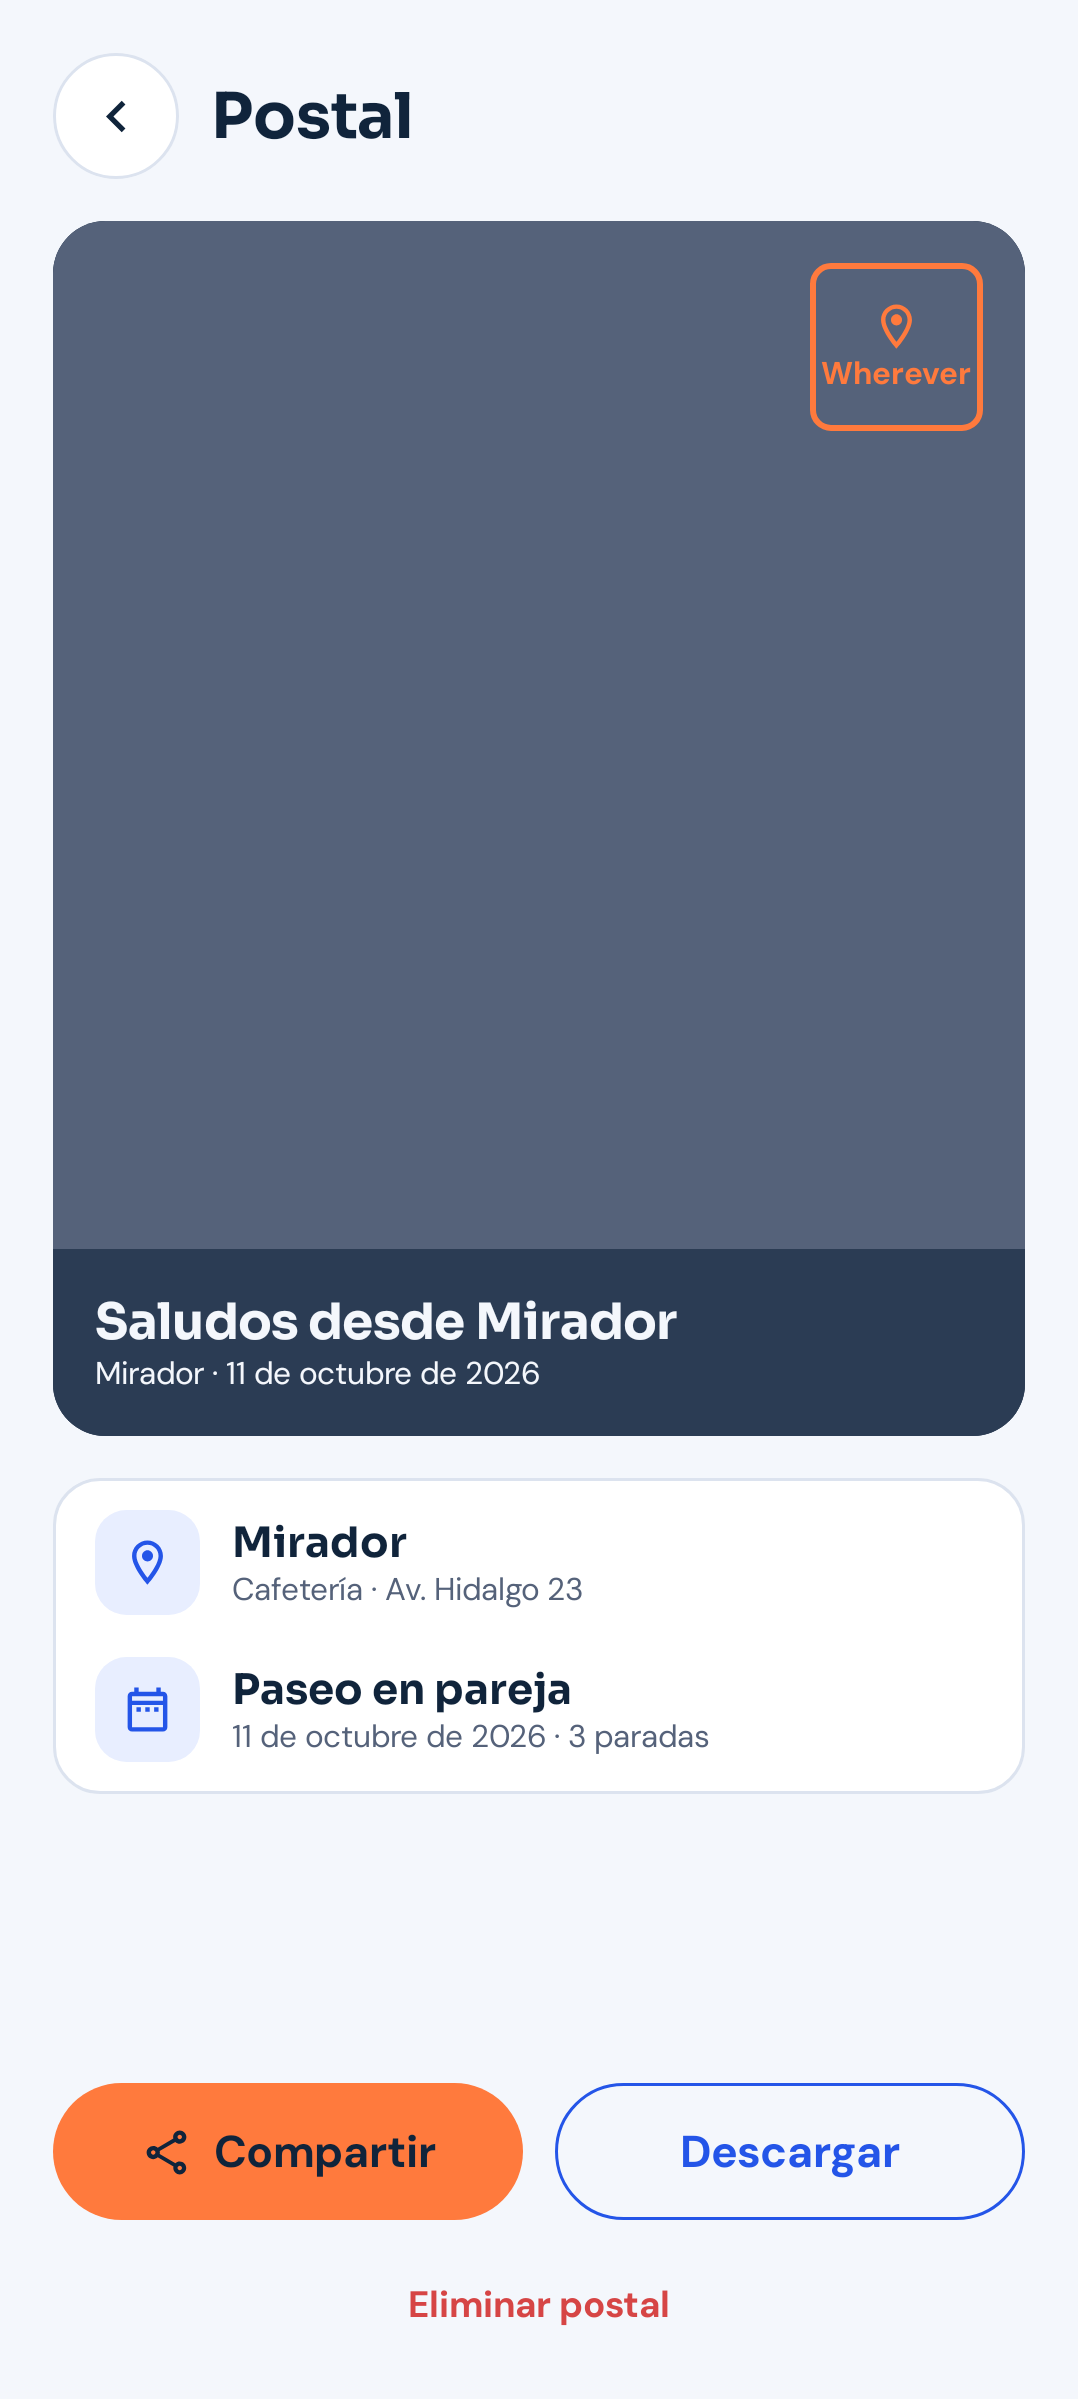 Postal
Wherever
Saludos desde Mirador
Mirador · 11 de octubre de 2026
Mirador
Cafetería · Av. Hidalgo 23
Paseo en pareja
11 de octubre de 2026 · 3 paradas
Compartir
Descargar
Eliminar postal